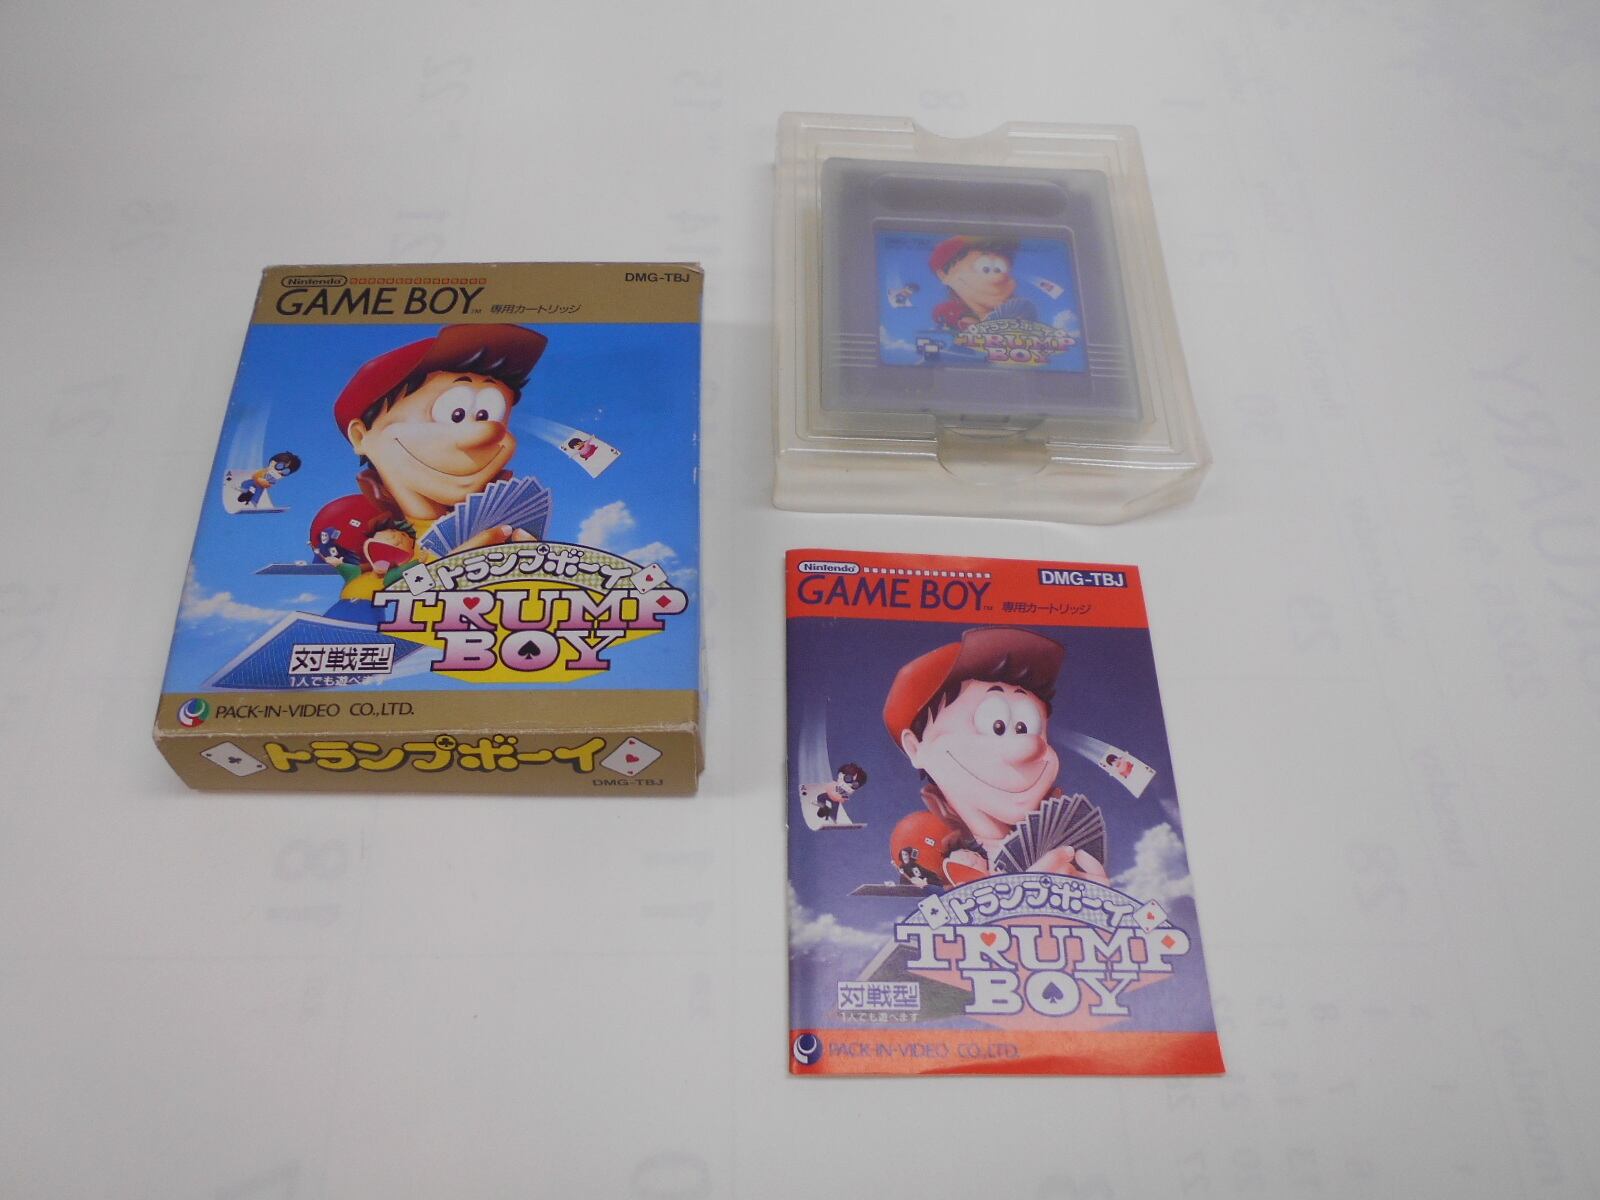 Nintendo
GAME BOY™ 専用カートリッジ
DMG-TBJ
トランプボーイ
TRUMP
BOY
対戦型
1人でも遊べます
PACK-IN-VIDEO CO.,LTD.
トランプボーイ
DMG-TBJ
DMG-TBJ
トランプボーイ
TRUMP
BOY
Nintendo
GAME BOY™ 専用カートリッジ
DMG-TBJ
トランプボーイ
TRUMP
BOY
対戦型
1人でも遊べます
PACK-IN-VIDEO CO.,LTD.